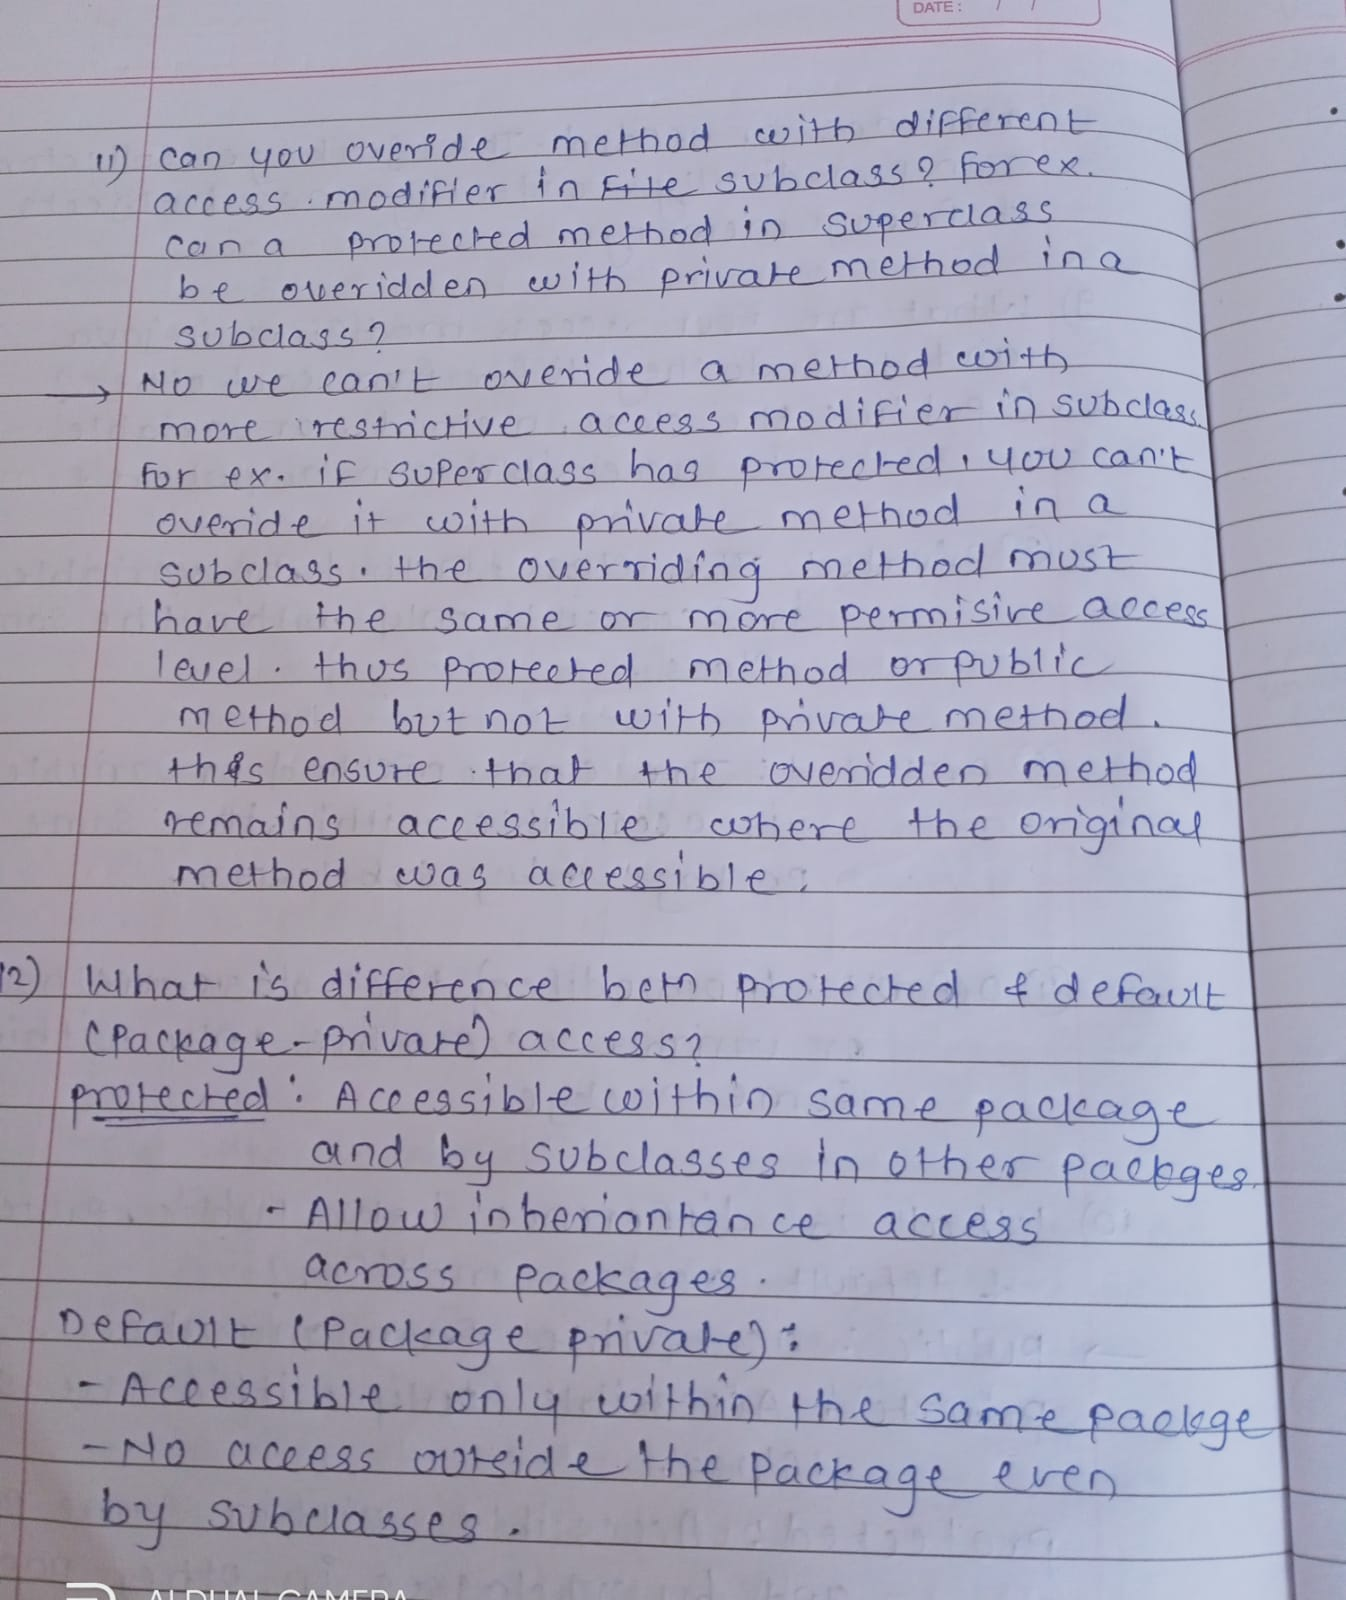 DATE: / /
11) can you overide method with different
access modifier in file subclass? for ex.
can a protected method in superclass
be overidden with private method in a
subclass?
→ No we can't overide a method with
more restrictive access modifier in subclass.
for ex. if superclass has protected, you can't
overide it with private method in a
subclass. the overriding method must
have the same or more permisive access
level. thus protected method or public
method but not with private method.
this ensure that the overidden method
remains accessible where the original
method was accessible.
12) What is difference betn protected & default
(Package-private) access?
protected: Accessible within same package
and by subclasses in other packges.
- Allow inheriantance access
across packages.
Default (Package private):
- Accessible only within the same packge
- No access outside the package even
by subclasses.
AI DUAL CAMERA